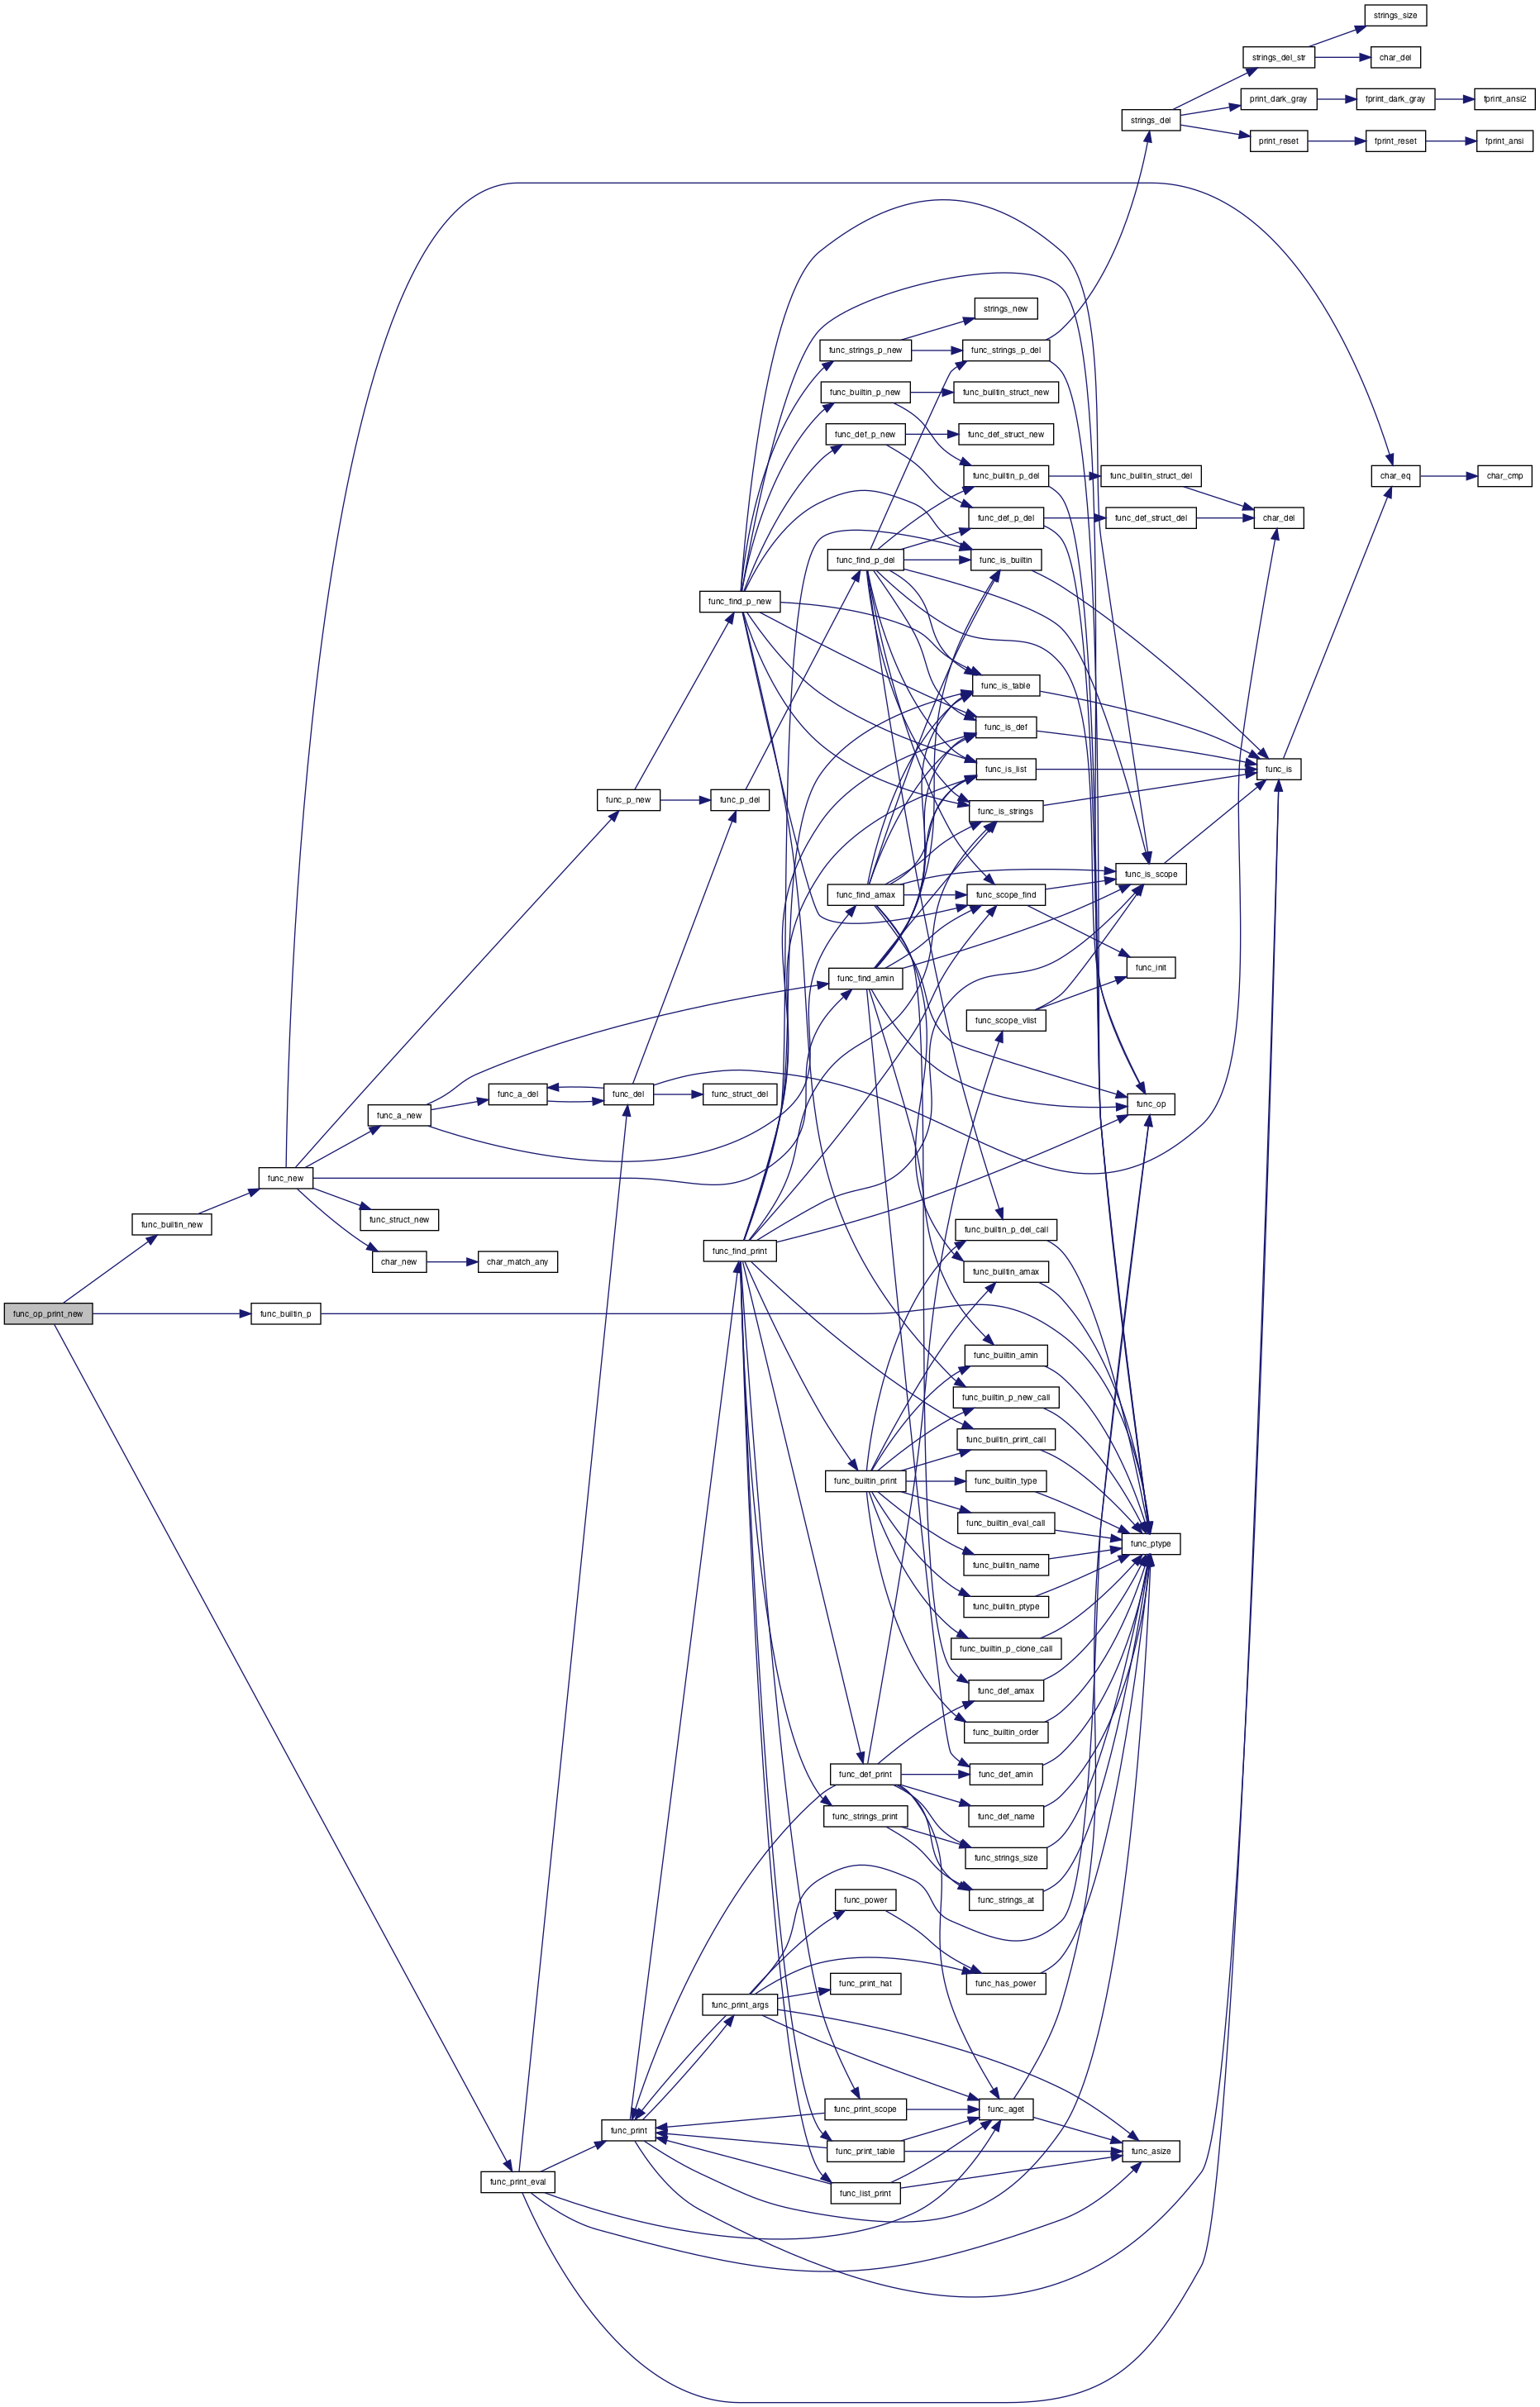 strings_size
strings_del_str
char_del
print_dark_gray
fprint_dark_gray
fprint_ansi2
strings_del
print_reset
fprint_reset
fprint_ansi
strings_new
func_strings_p_new
func_strings_p_del
func_builtin_p_new
func_builtin_struct_new
func_def_p_new
func_def_struct_new
func_builtin_p_del
func_builtin_struct_del
char_eq
char_cmp
func_def_p_del
func_def_struct_del
char_del
func_find_p_del
func_is_builtin
func_find_p_new
func_is_table
func_is_def
func_is_list
func_is
func_p_new
func_p_del
func_is_strings
func_is_scope
func_find_amax
func_scope_find
func_init
func_find_amin
func_scope_vlist
func_a_del
func_del
func_struct_del
func_op
func_a_new
func_new
func_struct_new
func_builtin_new
func_builtin_p_del_call
func_find_print
char_new
char_match_any
func_builtin_amax
func_op_print_new
func_builtin_p
func_builtin_amin
func_builtin_p_new_call
func_builtin_print_call
func_builtin_print
func_builtin_type
func_builtin_eval_call
func_ptype
func_builtin_name
func_builtin_ptype
func_builtin_p_clone_call
func_def_amax
func_builtin_order
func_def_print
func_def_amin
func_strings_print
func_def_name
func_strings_size
func_power
func_strings_at
func_print_hat
func_has_power
func_print_args
func_print_scope
func_aget
func_print
func_print_table
func_asize
func_print_eval
func_list_print